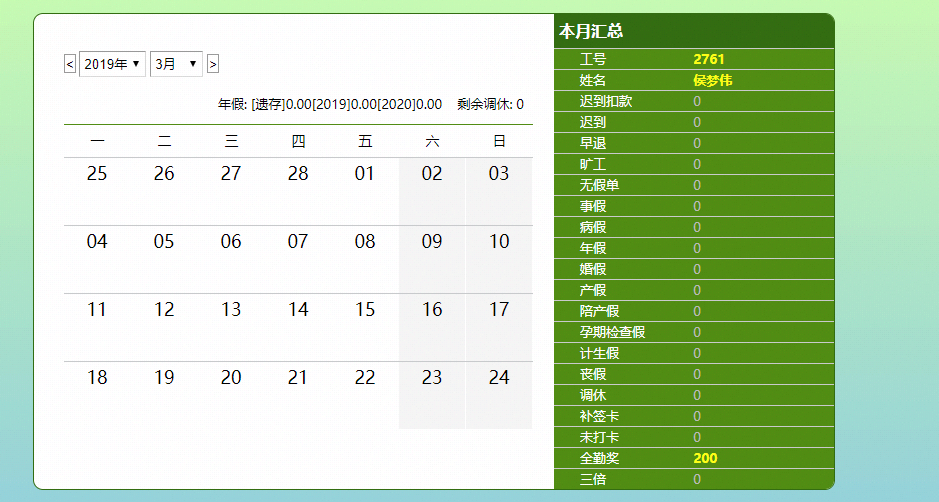 < 2019年 3月 >
年假: [进存]0.00[2019]0.00[2020]0.00 剩余调休: 0
一 二 三 四 五 六 日
25 26 27 28 01 02 03
04 05 06 07 08 09 10
11 12 13 14 15 16 17
18 19 20 21 22 23 24
本月汇总
工号 2761
姓名 侯梦伟
迟到扣款 0
迟到 0
早退 0
旷工 0
无假单 0
事假 0
病假 0
年假 0
婚假 0
产假 0
陪产假 0
孕期检查假 0
计生假 0
丧假 0
调休 0
补签卡 0
未打卡 0
全勤奖 200
三倍 0